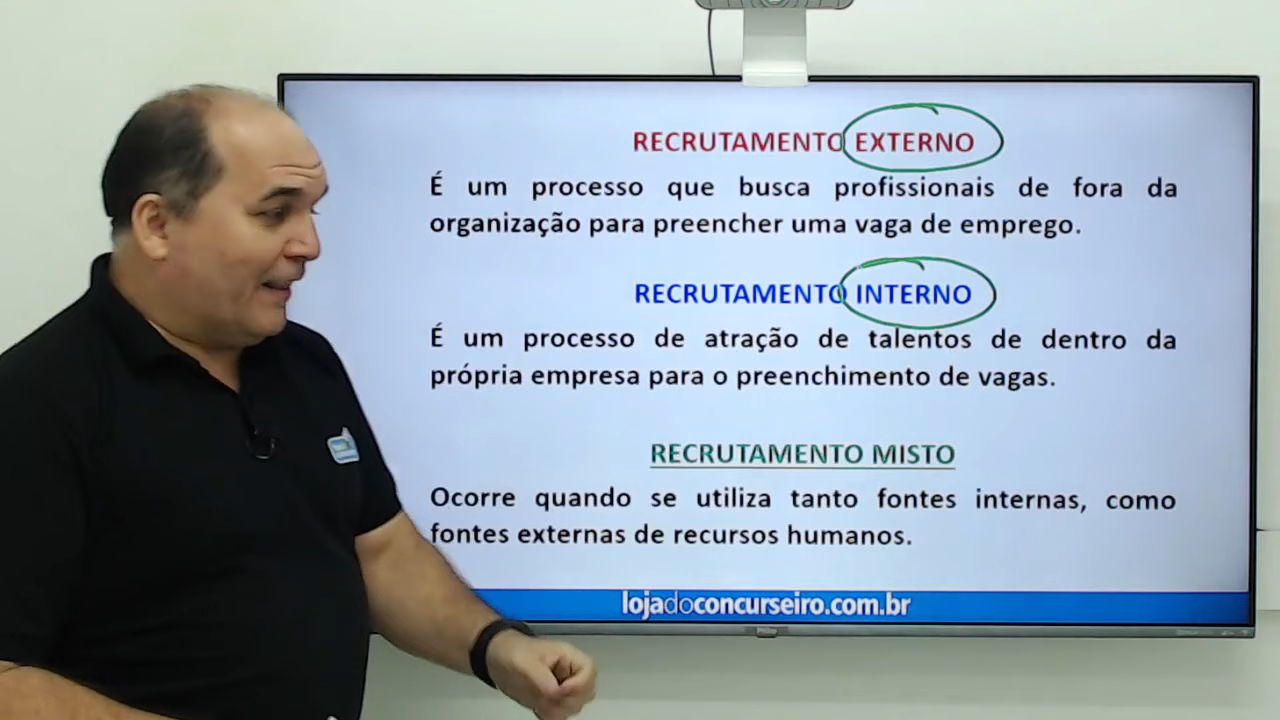 RECRUTAMENTO EXTERNO
É um processo que busca profissionais de fora da
organização para preencher uma vaga de emprego.
RECRUTAMENTO INTERNO
É um processo de atração de talentos de dentro da
própria empresa para o preenchimento de vagas.
RECRUTAMENTO MISTO
Ocorre quando se utiliza tanto fontes internas, como
fontes externas de recursos humanos.
lojadoconcurseiro.com.br